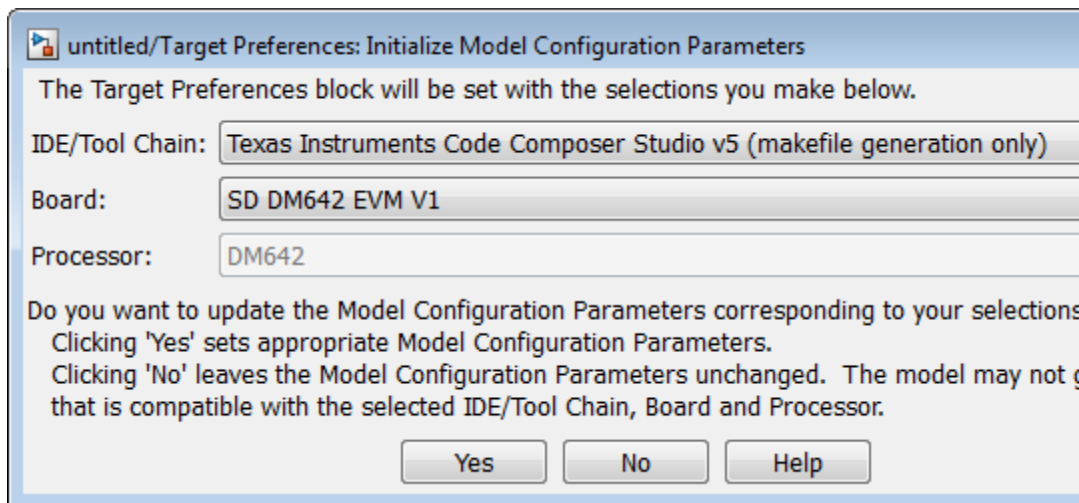 untitled/Target Preferences: Initialize Model Configuration Parameters
The Target Preferences block will be set with the selections you make below.
IDE/Tool Chain: Texas Instruments Code Composer Studio v5 (makefile generation only)
Board: SD DM642 EVM V1
Processor: DM642
Do you want to update the Model Configuration Parameters corresponding to your selections
Clicking 'Yes' sets appropriate Model Configuration Parameters.
Clicking 'No' leaves the Model Configuration Parameters unchanged. The model may not
that is compatible with the selected IDE/Tool Chain, Board and Processor.
Yes No Help